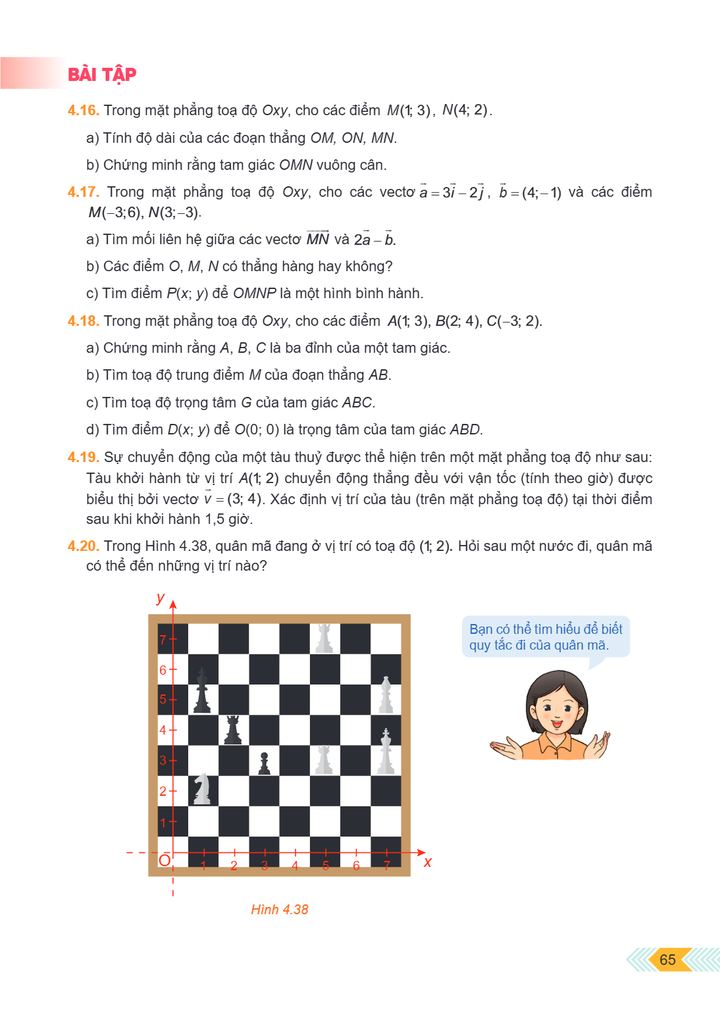 BÀI TẬP
4.16. Trong mặt phẳng toạ độ Oxy, cho các điểm M(1; 3), N(4; 2).
a) Tính độ dài của các đoạn thẳng OM, ON, MN.
b) Chứng minh rằng tam giác OMN vuông cân.
4.17. Trong mặt phẳng toạ độ Oxy, cho các vectơ a⃗ = 3i⃗ − 2j⃗, b⃗ = (4; −1) và các điểm
M(−3;6), N(3;−3).
a) Tìm mối liên hệ giữa các vectơ MN⃗ và 2a⃗ − b⃗.
b) Các điểm O, M, N có thẳng hàng hay không?
c) Tìm điểm P(x; y) để OMNP là một hình bình hành.
4.18. Trong mặt phẳng toạ độ Oxy, cho các điểm A(1; 3), B(2; 4), C(−3; 2).
a) Chứng minh rằng A, B, C là ba đỉnh của một tam giác.
b) Tìm toạ độ trung điểm M của đoạn thẳng AB.
c) Tìm toạ độ trọng tâm G của tam giác ABC.
d) Tìm điểm D(x; y) để O(0; 0) là trọng tâm của tam giác ABD.
4.19. Sự chuyển động của một tàu thuỷ được thể hiện trên một mặt phẳng toạ độ như sau:
Tàu khởi hành từ vị trí A(1; 2) chuyển động thẳng đều với vận tốc (tính theo giờ) được
biểu thị bởi vectơ v⃗ = (3; 4). Xác định vị trí của tàu (trên mặt phẳng toạ độ) tại thời điểm
sau khi khởi hành 1,5 giờ.
4.20. Trong Hình 4.38, quân mã đang ở vị trí có toạ độ (1; 2). Hỏi sau một nước đi, quân mã
có thể đến những vị trí nào?
y
7
6
5
4
3
2
1
O
1 2 3 4 5 6 7
x
Bạn có thể tìm hiểu để biết
quy tắc đi của quân mã.
Hình 4.38
65